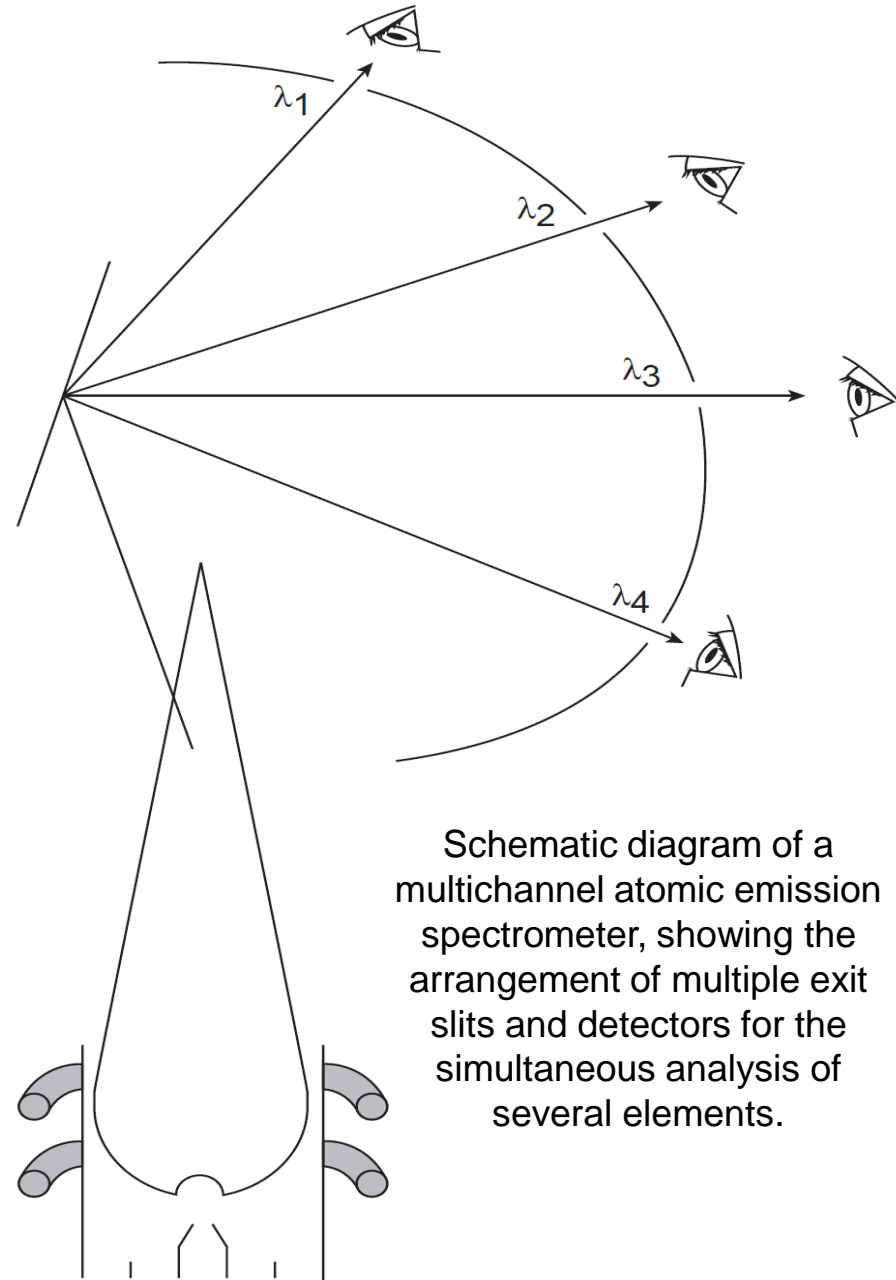 λ1
λ2
λ3
λ4
Schematic diagram of a
multichannel atomic emission
spectrometer, showing the
arrangement of multiple exit
slits and detectors for the
simultaneous analysis of
several elements.